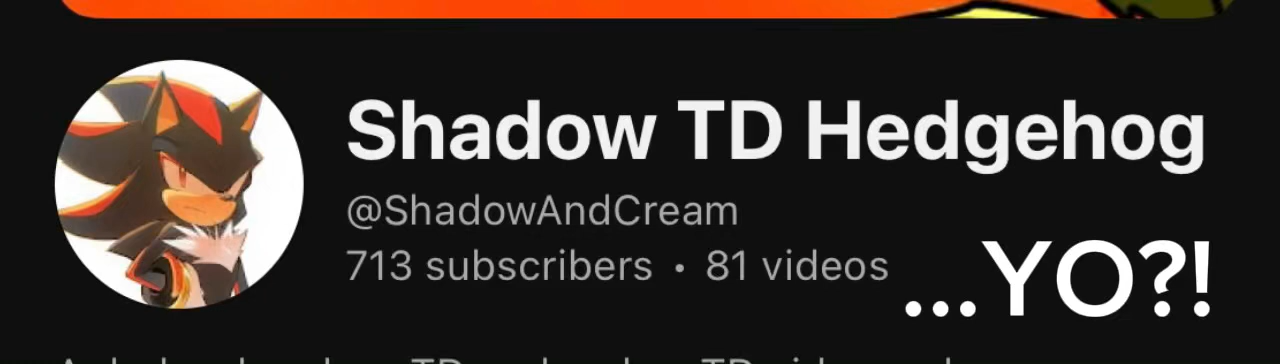 Shadow TD Hedgehog
@ShadowAndCream
713 subscribers • 81 videos
...YO?!